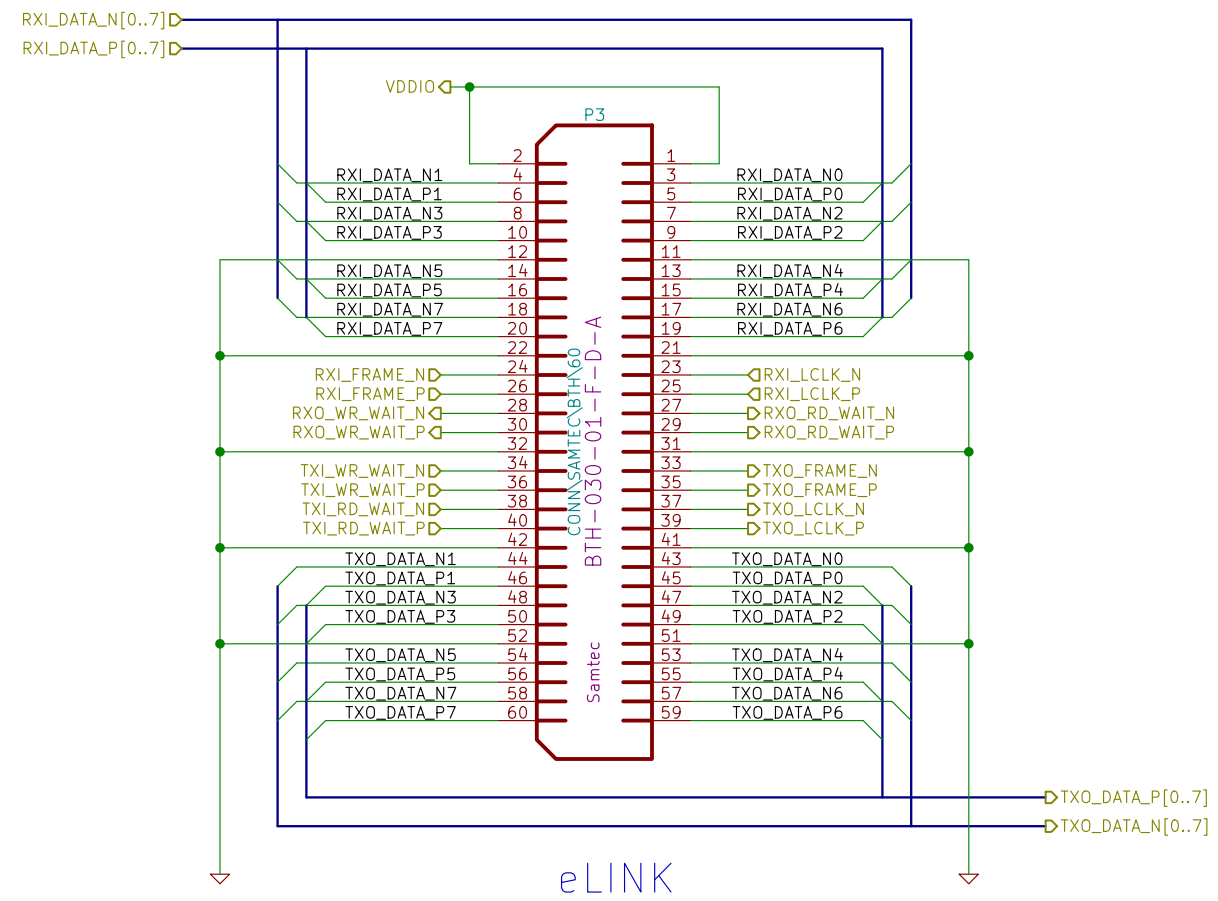 RXI_DATA_N[0..7]
RXI_DATA_P[0..7]
VDDIO
P3
2 1
RXI_DATA_N1 4 3 RXI_DATA_N0
RXI_DATA_P1 6 5 RXI_DATA_P0
RXI_DATA_N3 8 7 RXI_DATA_N2
RXI_DATA_P3 10 9 RXI_DATA_P2
12 11
RXI_DATA_N5 14 13 RXI_DATA_N4
RXI_DATA_P5 16 15 RXI_DATA_P4
RXI_DATA_N7 18 17 RXI_DATA_N6
RXI_DATA_P7 20 19 RXI_DATA_P6
22 21
RXI_FRAME_N 24 23 RXI_LCLK_N
RXI_FRAME_P 26 25 RXI_LCLK_P
RXO_WR_WAIT_N 28 27 RXO_RD_WAIT_N
RXO_WR_WAIT_P 30 29 RXO_RD_WAIT_P
32 31
TXI_WR_WAIT_N 34 33 TXO_FRAME_N
TXI_WR_WAIT_P 36 35 TXO_FRAME_P
TXI_RD_WAIT_N 38 37 TXO_LCLK_N
TXI_RD_WAIT_P 40 39 TXO_LCLK_P
42 41
TXO_DATA_N1 44 43 TXO_DATA_N0
TXO_DATA_P1 46 45 TXO_DATA_P0
TXO_DATA_N3 48 47 TXO_DATA_N2
TXO_DATA_P3 50 49 TXO_DATA_P2
52 51
TXO_DATA_N5 54 53 TXO_DATA_N4
TXO_DATA_P5 56 55 TXO_DATA_P4
TXO_DATA_N7 58 57 TXO_DATA_N6
TXO_DATA_P7 60 59 TXO_DATA_P6
CONN\SAMTEC\BTH\60
BTH-030-01-F-D-A
Samtec
TXO_DATA_P[0..7]
TXO_DATA_N[0..7]
eLINK